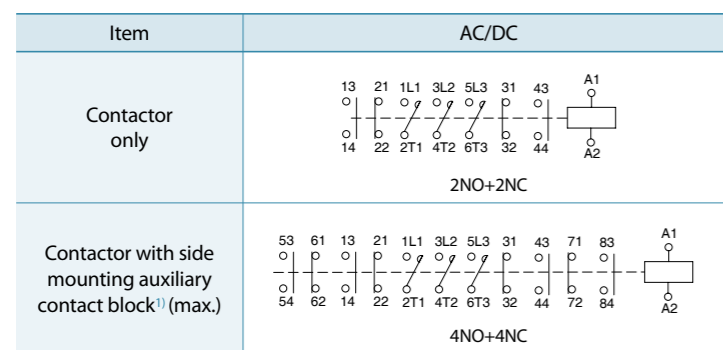 Item AC/DC
13 21 1L1 3L2 5L3 31 43 A1
Contactor
only
14 22 2T1 4T2 6T3 32 44 A2
2NO+2NC
53 61 13 21 1L1 3L2 5L3 31 43 71 83 A1
Contactor with side
mounting auxiliary
contact block1) (max.)
54 62 14 22 2T1 4T2 6T3 32 44 72 84 A2
4NO+4NC